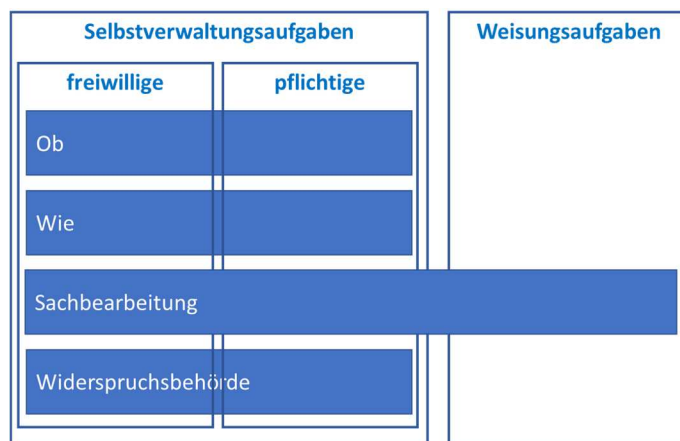 Selbstverwaltungsaufgaben
Weisungsaufgaben
freiwillige
pflichtige
Ob
Wie
Sachbearbeitung
Widerspruchsbehörde